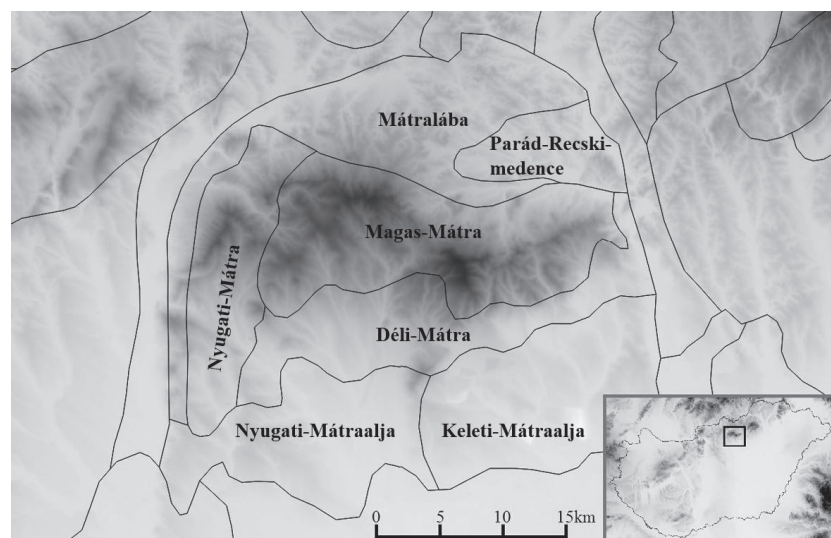 Mátralába
Parád-Recski-
medence
Magas-Mátra
Nyugati-Mátra
Déli-Mátra
Nyugati-Mátraalja
Keleti-Mátraalja
0 5 10 15km